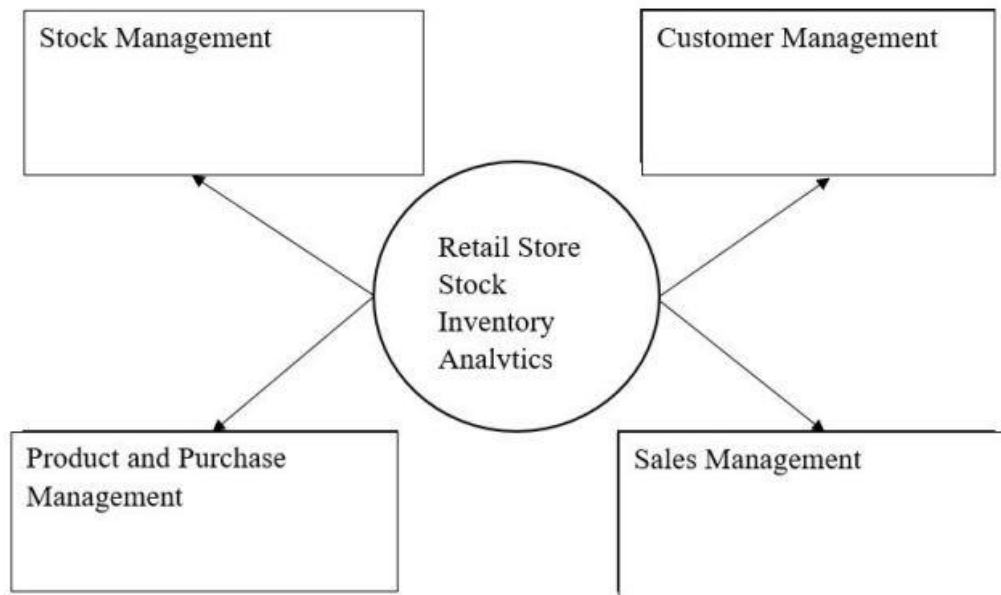 Stock Management
Customer Management
Retail Store
Stock
Inventory
Analytics
Product and Purchase
Management
Sales Management